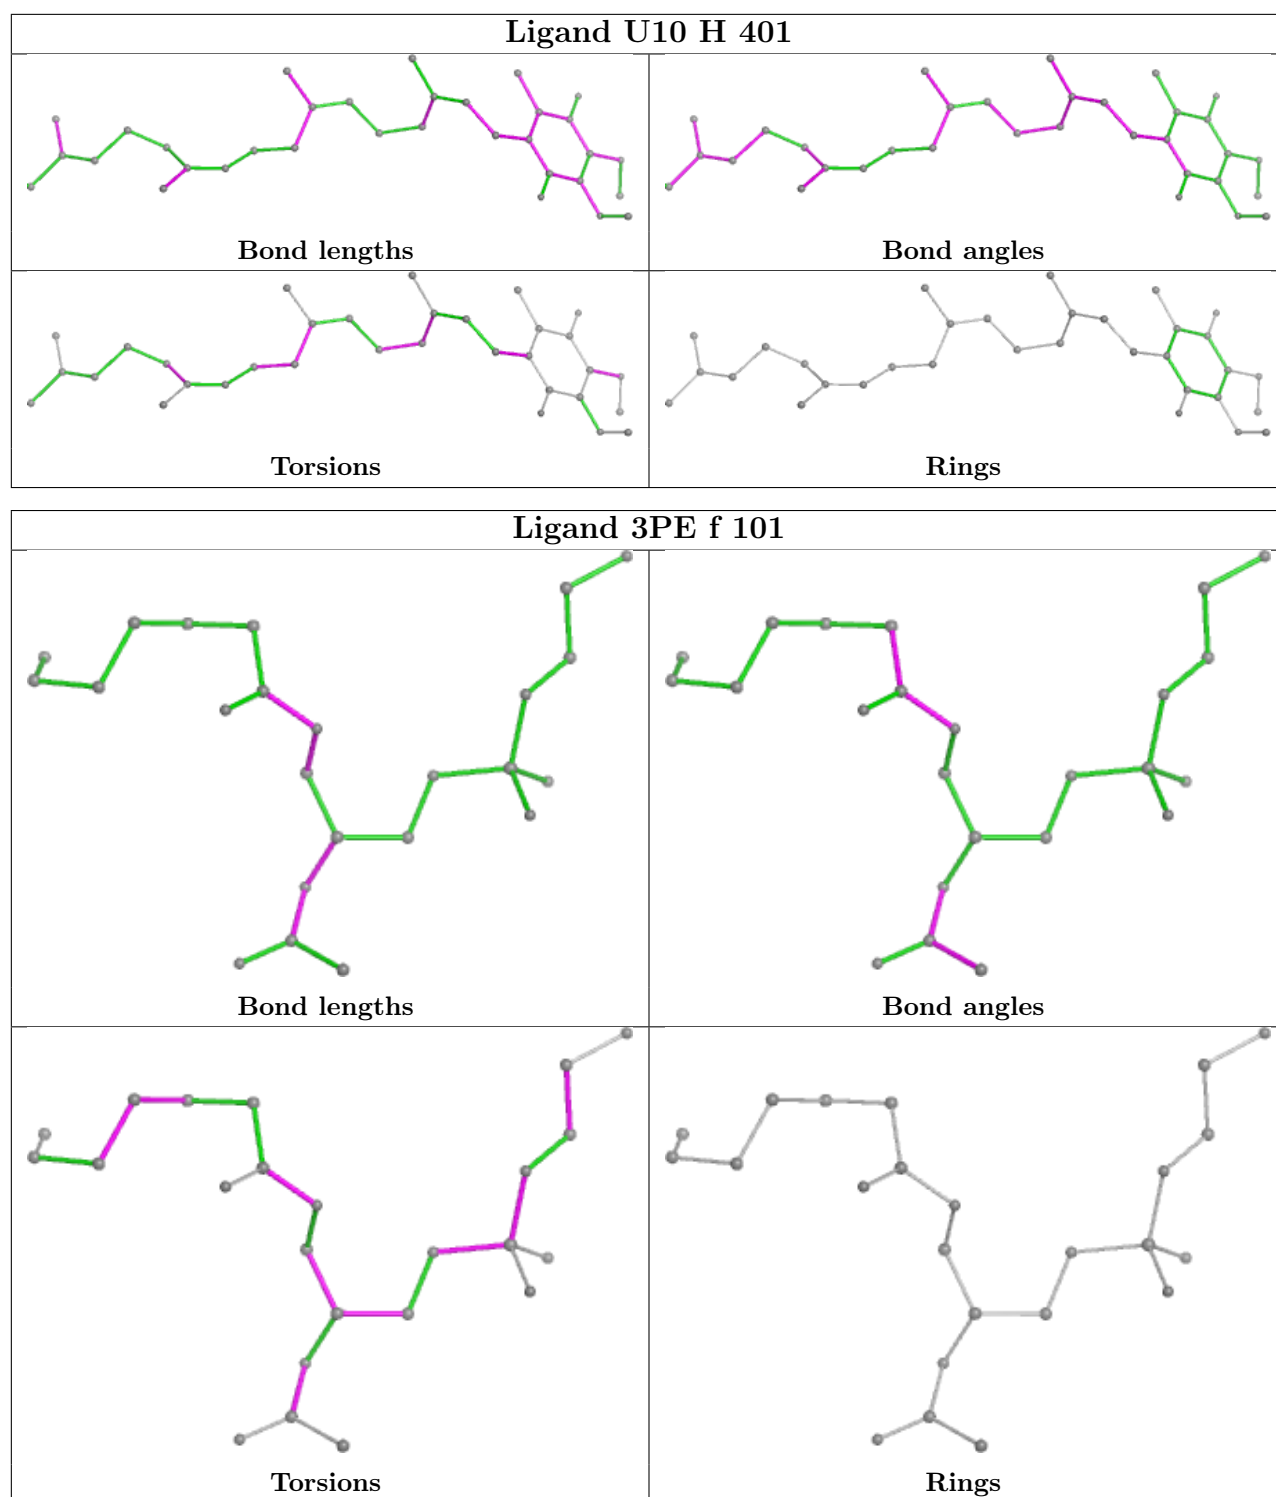 Ligand U10 H 401
Bond lengths
Bond angles
Torsions
Rings
Ligand 3PE f 101
Bond lengths
Bond angles
Torsions
Rings